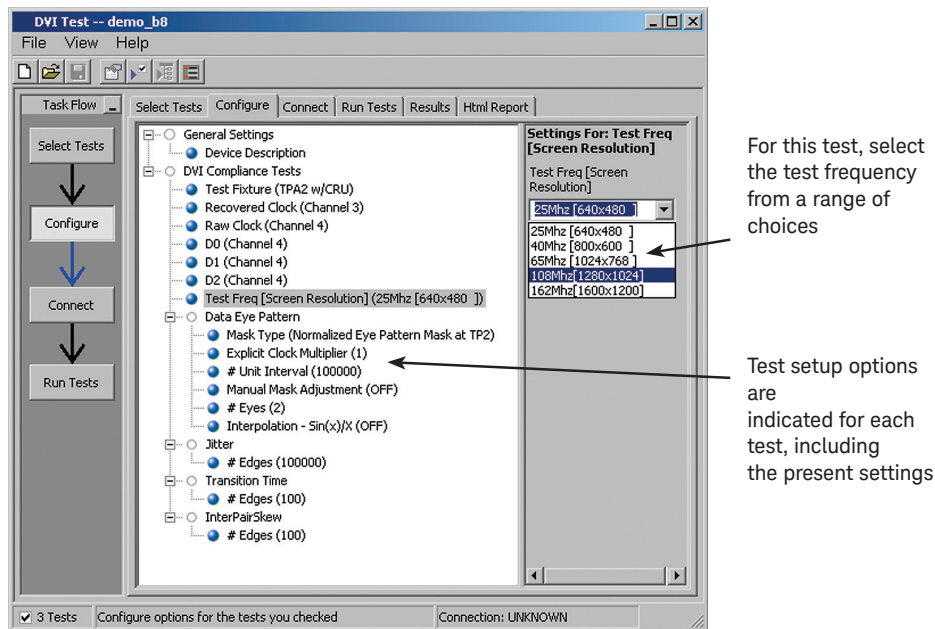 DVI Test -- demo_b8
File View Help
Task Flow
Select Tests
Configure
Connect
Run Tests
Select Tests Configure Connect Run Tests Results Html Report
General Settings
Device Description
DVI Compliance Tests
Test Fixture (TPA2 w/CRU)
Recovered Clock (Channel 3)
Raw Clock (Channel 4)
D0 (Channel 4)
D1 (Channel 4)
D2 (Channel 4)
Test Freq [Screen Resolution] (25Mhz [640x480 ])
Data Eye Pattern
Mask Type (Normalized Eye Pattern Mask at TP2)
Explicit Clock Multiplier (1)
# Unit Interval (100000)
Manual Mask Adjustment (OFF)
# Eyes (2)
Interpolation - Sin(x)/X (OFF)
Jitter
# Edges (100000)
Transition Time
# Edges (100)
InterPairSkew
# Edges (100)
Settings For: Test Freq
[Screen Resolution]
Test Freq [Screen
Resolution]
25Mhz [640x480 ]
25Mhz [640x480 ]
40Mhz [800x600 ]
65Mhz [1024x768 ]
108Mhz[1280x1024]
162Mhz[1600x1200]
3 Tests Configure options for the tests you checked Connection: UNKNOWN
For this test, select
the test frequency
from a range of
choices
Test setup options
are
indicated for each
test, including
the present settings